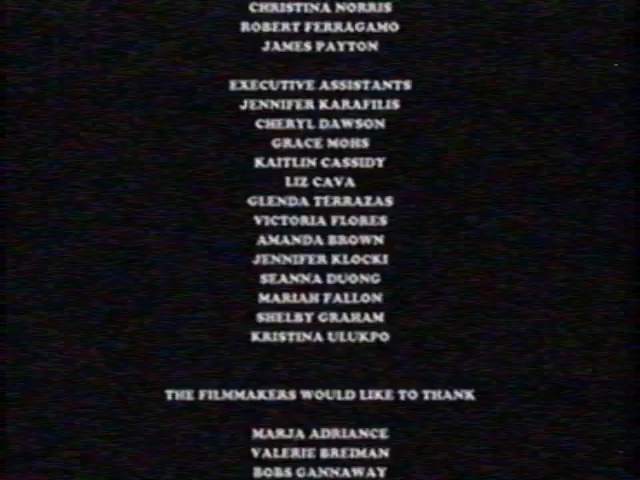 CHRISTINA NORRIS
ROBERT FERRAGAMO
JAMES PAYTON
EXECUTIVE ASSISTANTS
JENNIFER KARAFILIS
CHERYL DAWSON
GRACE MOHS
KAITLIN CASSIDY
LIZ CAVA
GLENDA TERRAZAS
VICTORIA FLORES
AMANDA BROWN
JENNIFER KLOCKI
SEANNA DUONG
MARIAH FALLON
SHELBY GRAHAM
KRISTINA ULUKPO
THE FILMMAKERS WOULD LIKE TO THANK
MARJA ADRIANCE
VALERIE BREIMAN
BOBS GANNAWAY